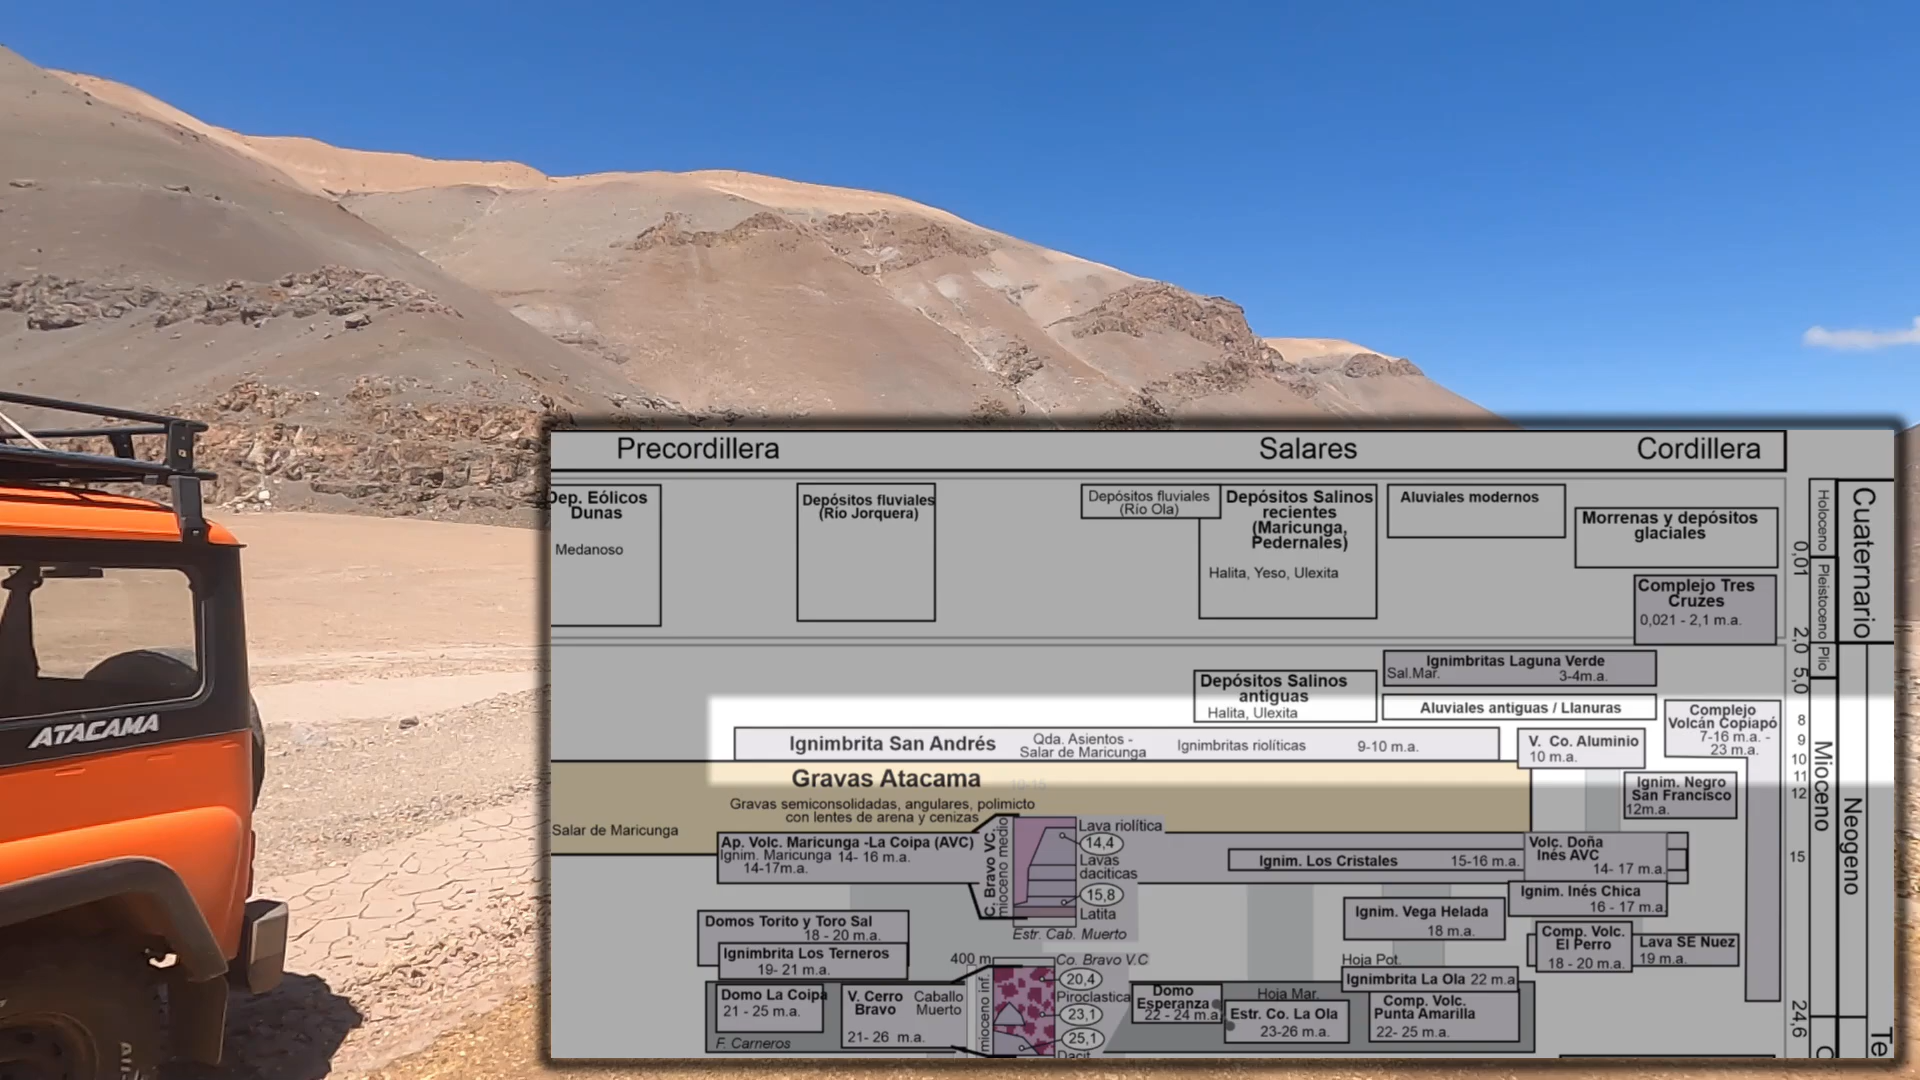 Precordillera
Salares
Cordillera
Dep. Eólicos
Dunas
Medanoso
Depósitos fluviales
(Río Jorquera)
Depósitos fluviales
(Río Ola)
Depósitos Salinos
recientes
(Maricunga,
Pedernales)
Halita, Yeso, Ulexita
Aluviales modernos
Morrenas y depósitos
glaciales
Complejo Tres
Cruzes
0,021 - 2,1 m.a.
Holoceno
0,01
Pleistoceno
2,0
Cuaternario
Plio
5,0
Ignimbritas Laguna Verde
Sal.Mar.
3-4m.a.
Depósitos Salinos
antiguas
Halita, Ulexita
Aluviales antiguas / Llanuras
Complejo
Volcán Copiapó
7-16 m.a. -
23 m.a.
Ignimbrita San Andrés
Qda. Asientos -
Salar de Maricunga
Ignimbritas riolíticas
9-10 m.a.
V. Co. Aluminio
10 m.a.
8
9
10
11
12
15
24,6
Mioceno
Neogeno
O
Te
Gravas Atacama
10-15
Gravas semiconsolidadas, angulares, polimicto
con lentes de arena y cenizas
Salar de Maricunga
Ignim. Negro
San Francisco
12m.a.
Ap. Volc. Maricunga -La Coipa (AVC)
Ignim. Maricunga 14- 16 m.a.
14-17m.a.
C. Bravo VC.
mioceno medio
Lava riolítica
14,4
Lavas
dacíticas
15,8
Latita
Estr. Cab. Muerto
Ignim. Los Cristales
15-16 m.a.
Volc. Doña
Inés AVC
14- 17 m.a.
Ignim. Inés Chica
16 - 17 m.a.
Domos Torito y Toro Sal
18 - 20 m.a.
Ignimbrita Los Terneros
19- 21 m.a.
Ignim. Vega Helada
18 m.a.
Comp. Volc.
El Perro
18 - 20 m.a.
Lava SE Nuez
19 m.a.
400 m
Co. Bravo V.C
Hoja Pot.
Ignimbrita La Ola 22 m.a.
Domo La Coipa
21 - 25 m.a.
V. Cerro
Bravo
Caballo
Muerto
21- 26 m.a.
F. Carneros
mioceno inf.
20,4
Piroclastica
23,1
25,1
Dacit.
Domo
Esperanza
22 - 24 m.a.
Hoja Mar.
Estr. Co. La Ola
23-26 m.a.
Comp. Volc.
Punta Amarilla
22- 25 m.a.
ATACAMA